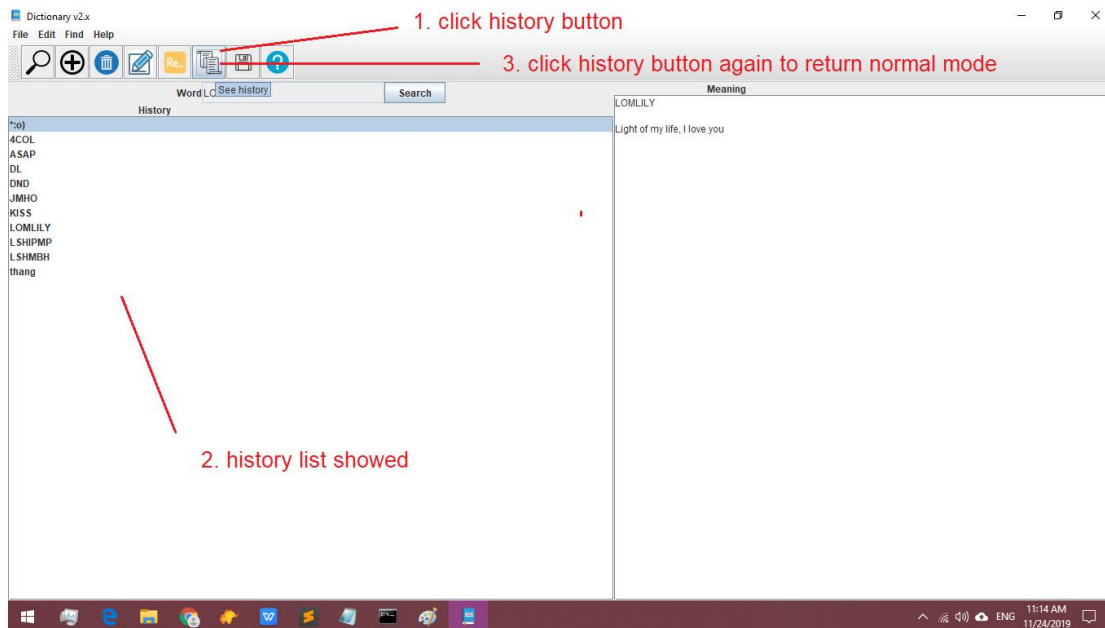 Dictionary v2.x
1. click history button
File Edit Find Help
Re..
3. click history button again to return normal mode
Word LO
See history
Search
Meaning
History
LOMLILY
Light of my life, I love you
*:o)
4COL
ASAP
DL
DND
JMHO
KISS
LOMLILY
LSHIPMP
LSHMBH
thang
2. history list showed
ENG
11:14 AM
11/24/2019